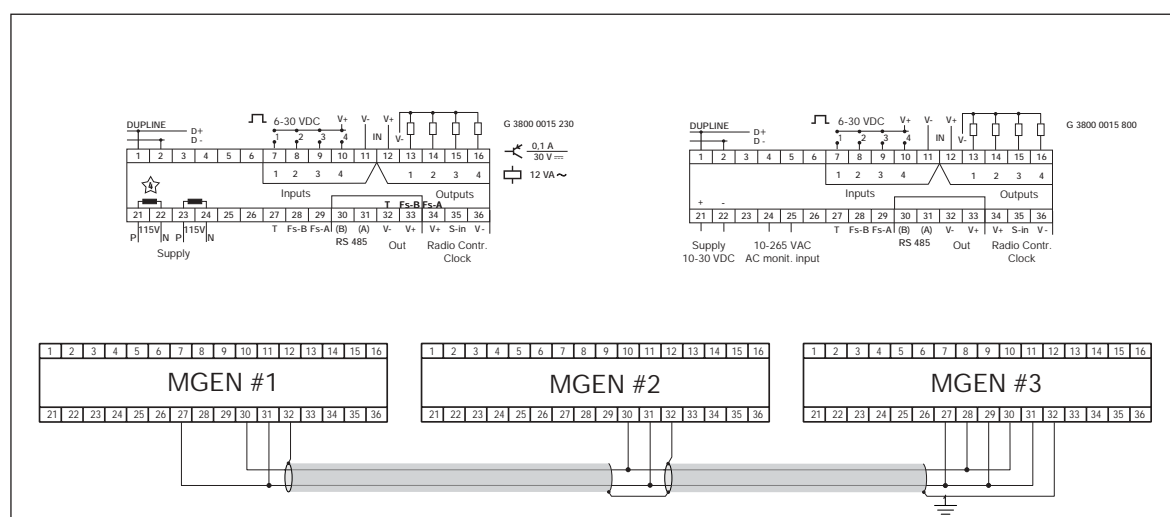 G 3800 0015 230
6-30 VDC V+ V- V+
DUPLINE D+ 1 2 3 4 IN V-
D -
1 2 3 4 5 6 7 8 9 10 11 12 13 14 15 16
0,1 A
30 V
1 2 3 4 1 2 3 4
12 VA
4 Inputs Outputs
T Fs-B Fs-A
21 22 23 24 25 26 27 28 29 30 31 32 33 34 35 36
P 115V N P 115V N T Fs-B Fs-A (B) (A) V- V+ V+ S-in V -
RS 485
Supply Out Radio Contr.
Clock
G 3800 0015 800
6-30 VDC V+ V- V+
DUPLINE D+ 1 2 3 4 IN V-
D -
1 2 3 4 5 6 7 8 9 10 11 12 13 14 15 16
1 2 3 4 1 2 3 4
Inputs Outputs
+ -
21 22 23 24 25 26 27 28 29 30 31 32 33 34 35 36
T Fs-B Fs-A (B) (A) V- V+ V+ S-in V -
RS 485
Supply 10-265 VAC Out Radio Contr.
10-30 VDC AC monit. input Clock
1 2 3 4 5 6 7 8 9 10 11 12 13 14 15 16
MGEN #1
21 22 23 24 25 26 27 28 29 30 31 32 33 34 35 36
1 2 3 4 5 6 7 8 9 10 11 12 13 14 15 16
MGEN #2
21 22 23 24 25 26 27 28 29 30 31 32 33 34 35 36
1 2 3 4 5 6 7 8 9 10 11 12 13 14 15 16
MGEN #3
21 22 23 24 25 26 27 28 29 30 31 32 33 34 35 36